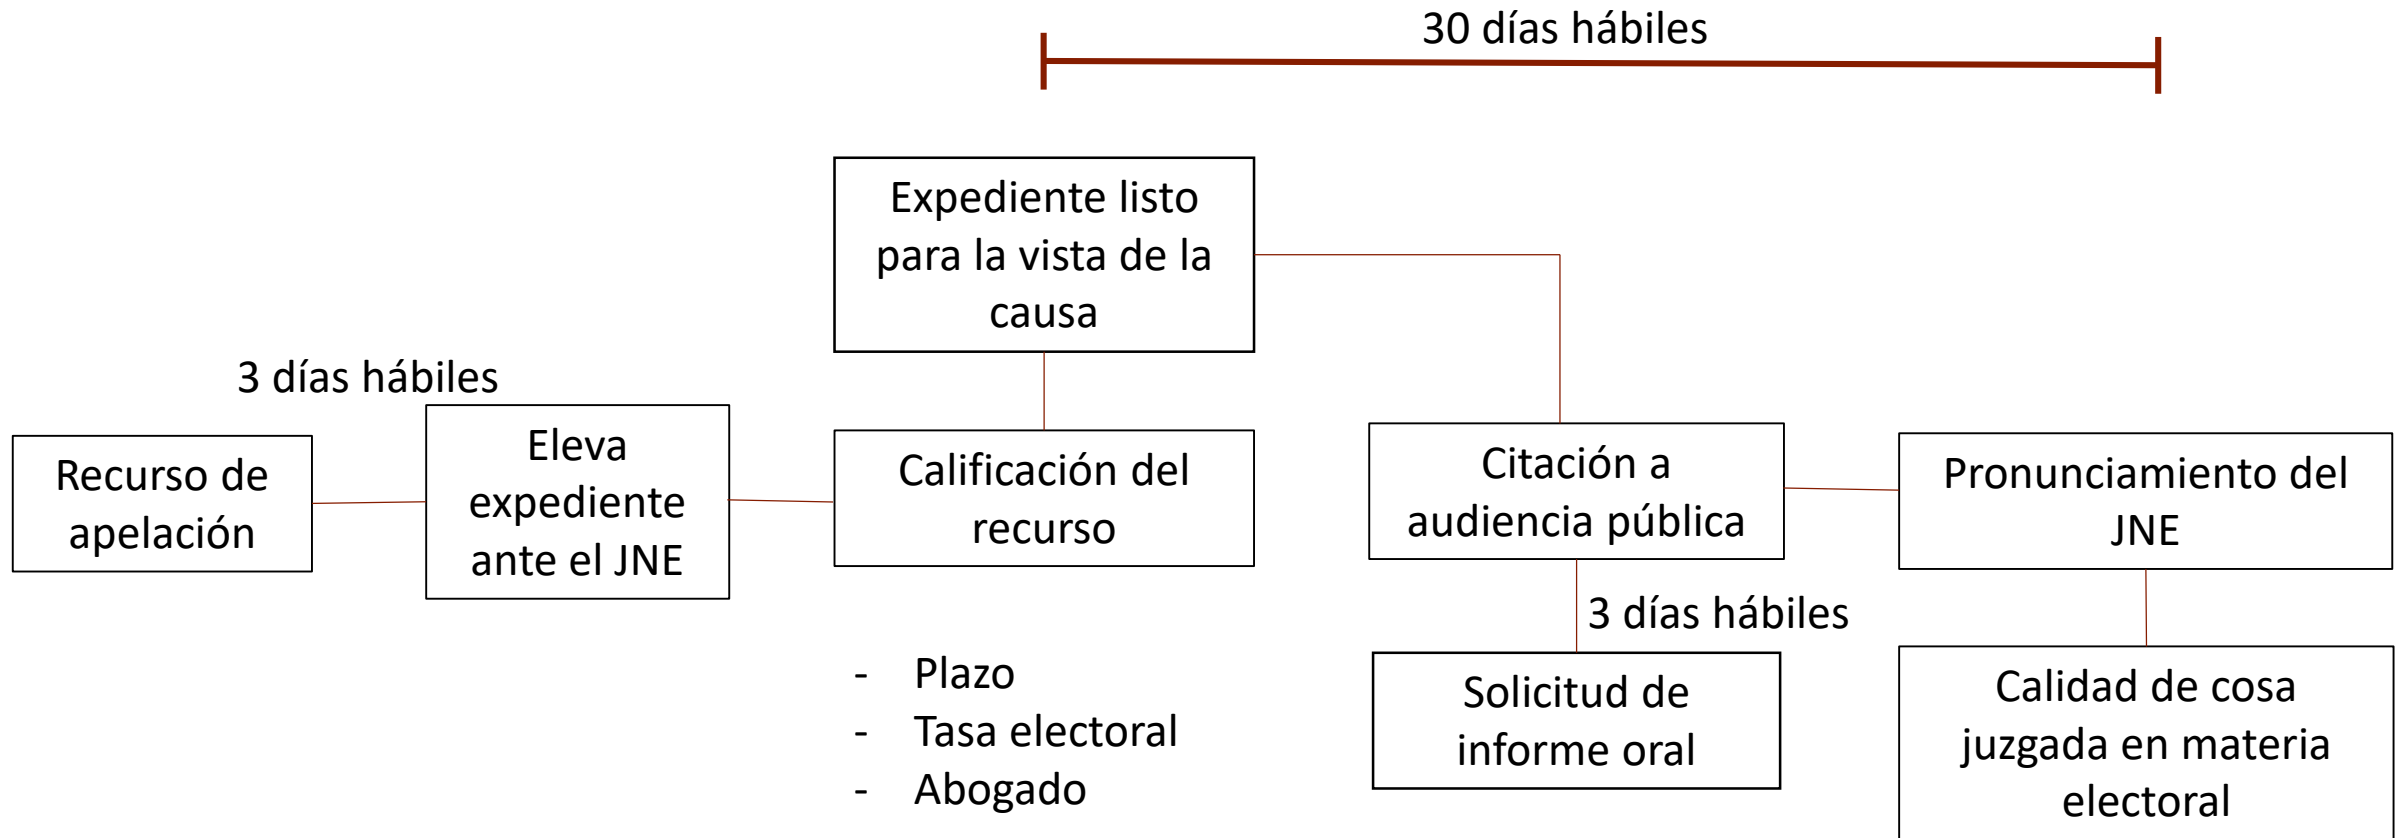 30 días hábiles
Expediente listo
para la vista de la
causa
3 días hábiles
Recurso de
apelación
Eleva
expediente
ante el JNE
Calificación del
recurso
Citación a
audiencia pública
Pronunciamiento del
JNE
- Plazo
- Tasa electoral
- Abogado
3 días hábiles
Solicitud de
informe oral
Calidad de cosa
juzgada en materia
electoral